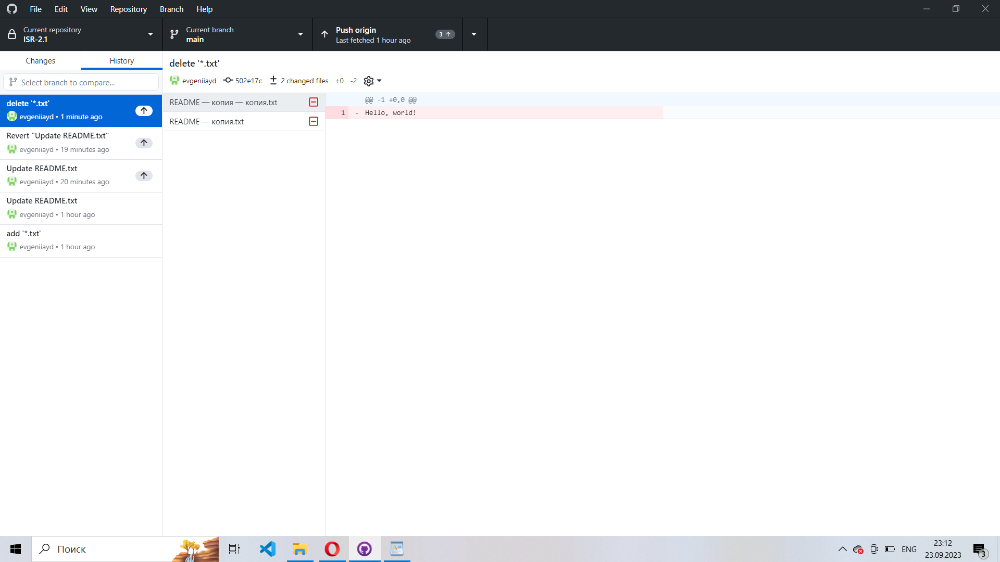 File Edit View Repository Branch Help
Current repository
ISR-2.1
Current branch
main
Push origin
Last fetched 1 hour ago
3
Changes
History
Select branch to compare...
delete '*.txt'
evgeniiayd • 1 minute ago
Revert "Update README.txt"
evgeniiayd • 19 minutes ago
Update README.txt
evgeniiayd • 20 minutes ago
Update README.txt
evgeniiayd • 1 hour ago
add '*.txt'
evgeniiayd • 1 hour ago
delete '*.txt'
evgeniiayd 502e17c 2 changed files +0 -2
README — копия — копия.txt
README — копия.txt
@@ -1 +0,0 @@
1 - Hello, world!
Поиск
ENG
23:12
23.09.2023
3